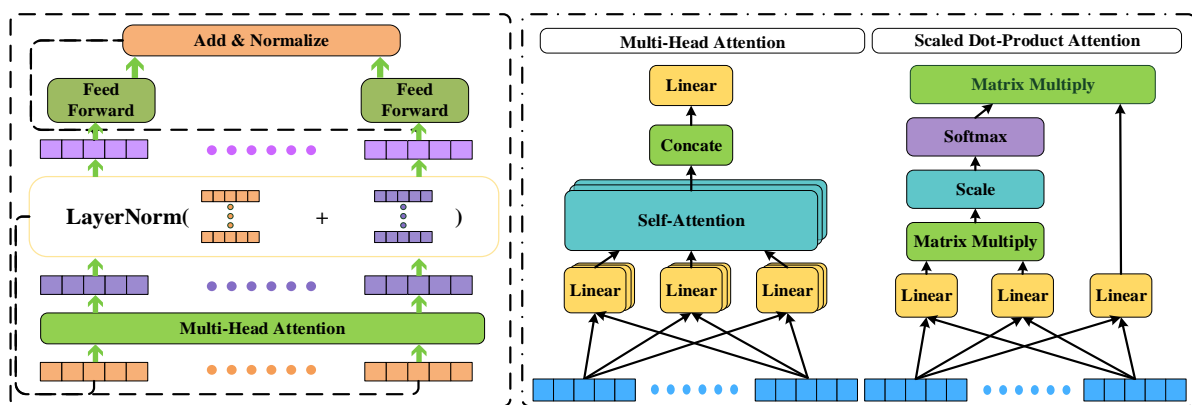 Add & Normalize
Feed
Forward
Feed
Forward
LayerNorm( + )
Multi-Head Attention
Multi-Head Attention
Linear
Concate
Self-Attention
Linear
Linear
Linear
Scaled Dot-Product Attention
Matrix Multiply
Softmax
Scale
Matrix Multiply
Linear
Linear
Linear